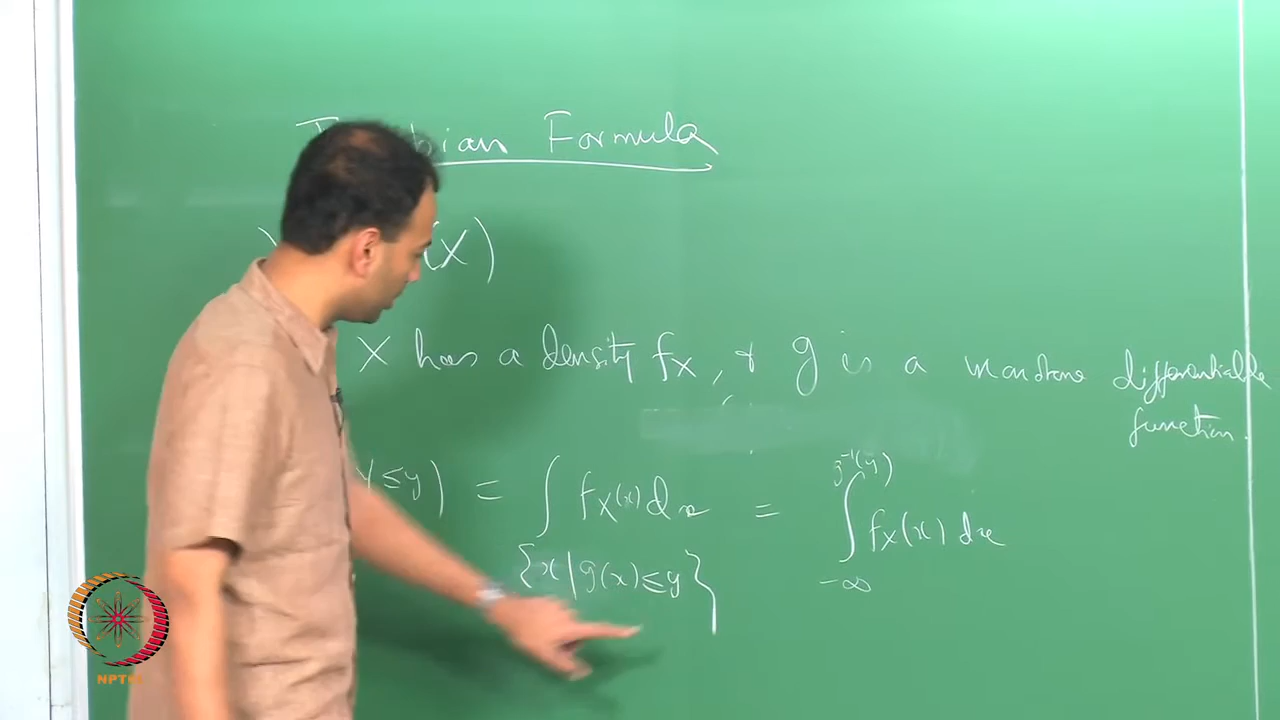 bian Formula
(X)
X has a density fx, & g is a monotone differentiable
function.
Y ≤ y) = ∫ fx(x) dx = ∫ fx(x) dx
g⁻¹(y)
{x | g(x) ≤ y}
-∞
NPTEL